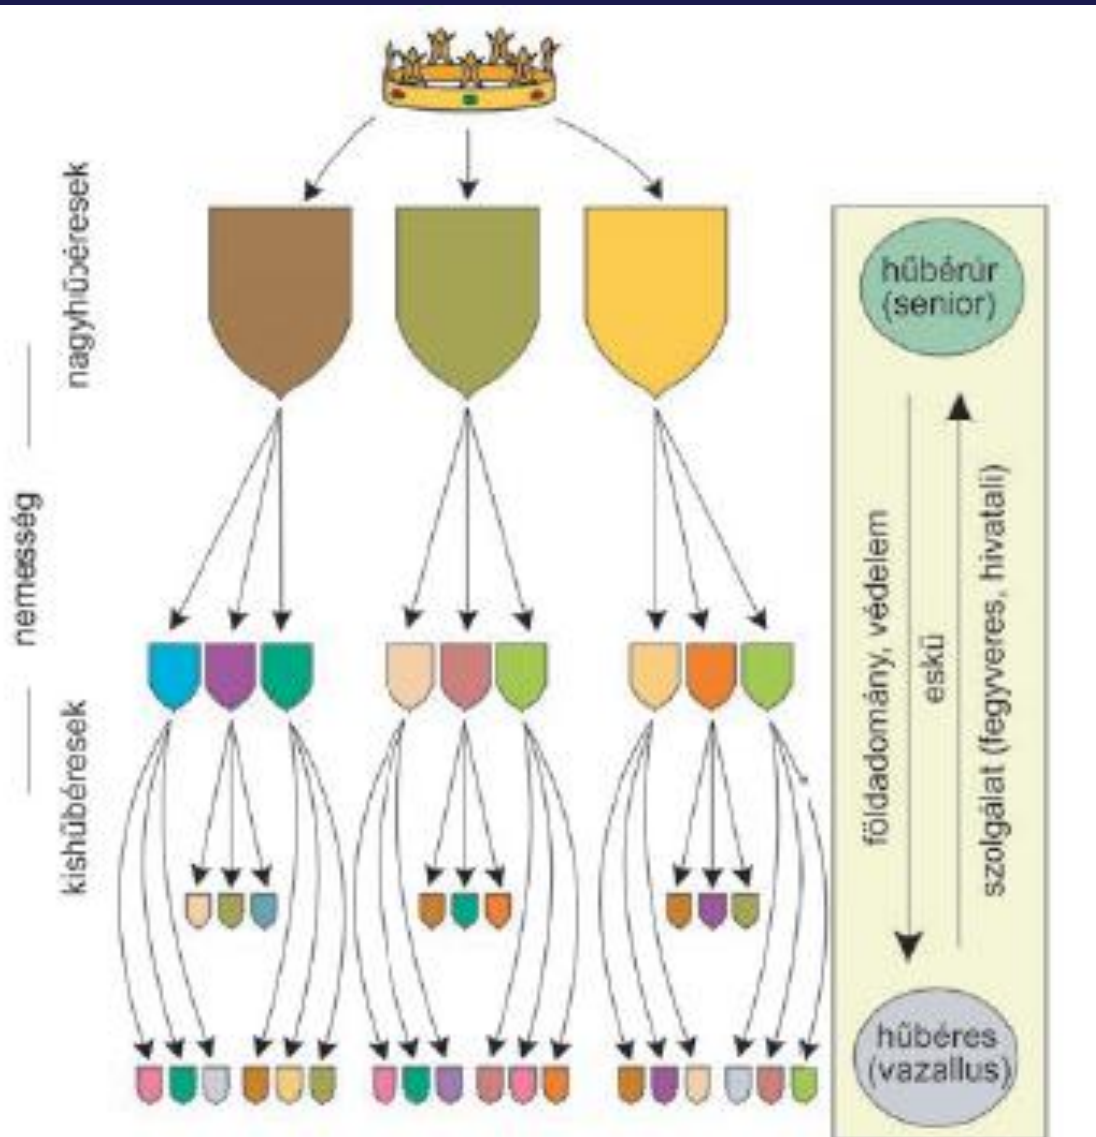 nagyhűbéresek
nemesség
kishűbéresek
hűbérúr
(senior)
földadomány, védelem
eskü
szolgálat (fegyveres, hivatali)
hűbéres
(vazallus)